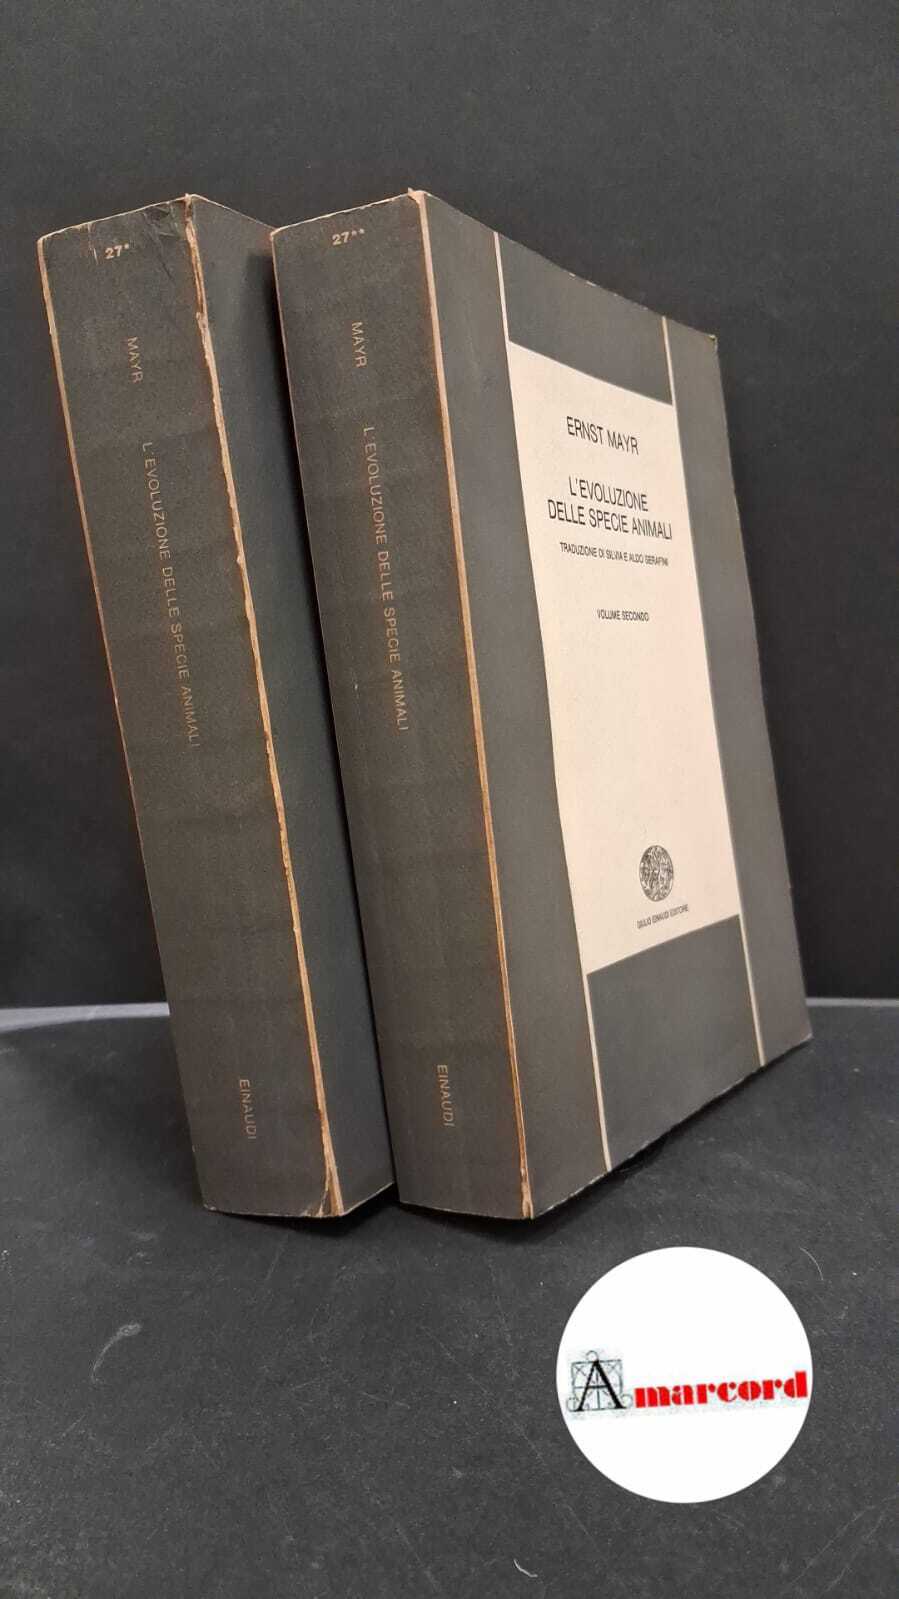 27*
MAYR
L'EVOLUZIONE DELLE SPECIE ANIMALI
EINAUDI
27**
MAYR
L'EVOLUZIONE DELLE SPECIE ANIMALI
EINAUDI
ERNST MAYR
L'EVOLUZIONE
DELLE SPECIE ANIMALI
TRADUZIONE DI SILVIA E ALDO SERAFINI
VOLUME SECONDO
GIULIO EINAUDI EDITORE
Amarcord